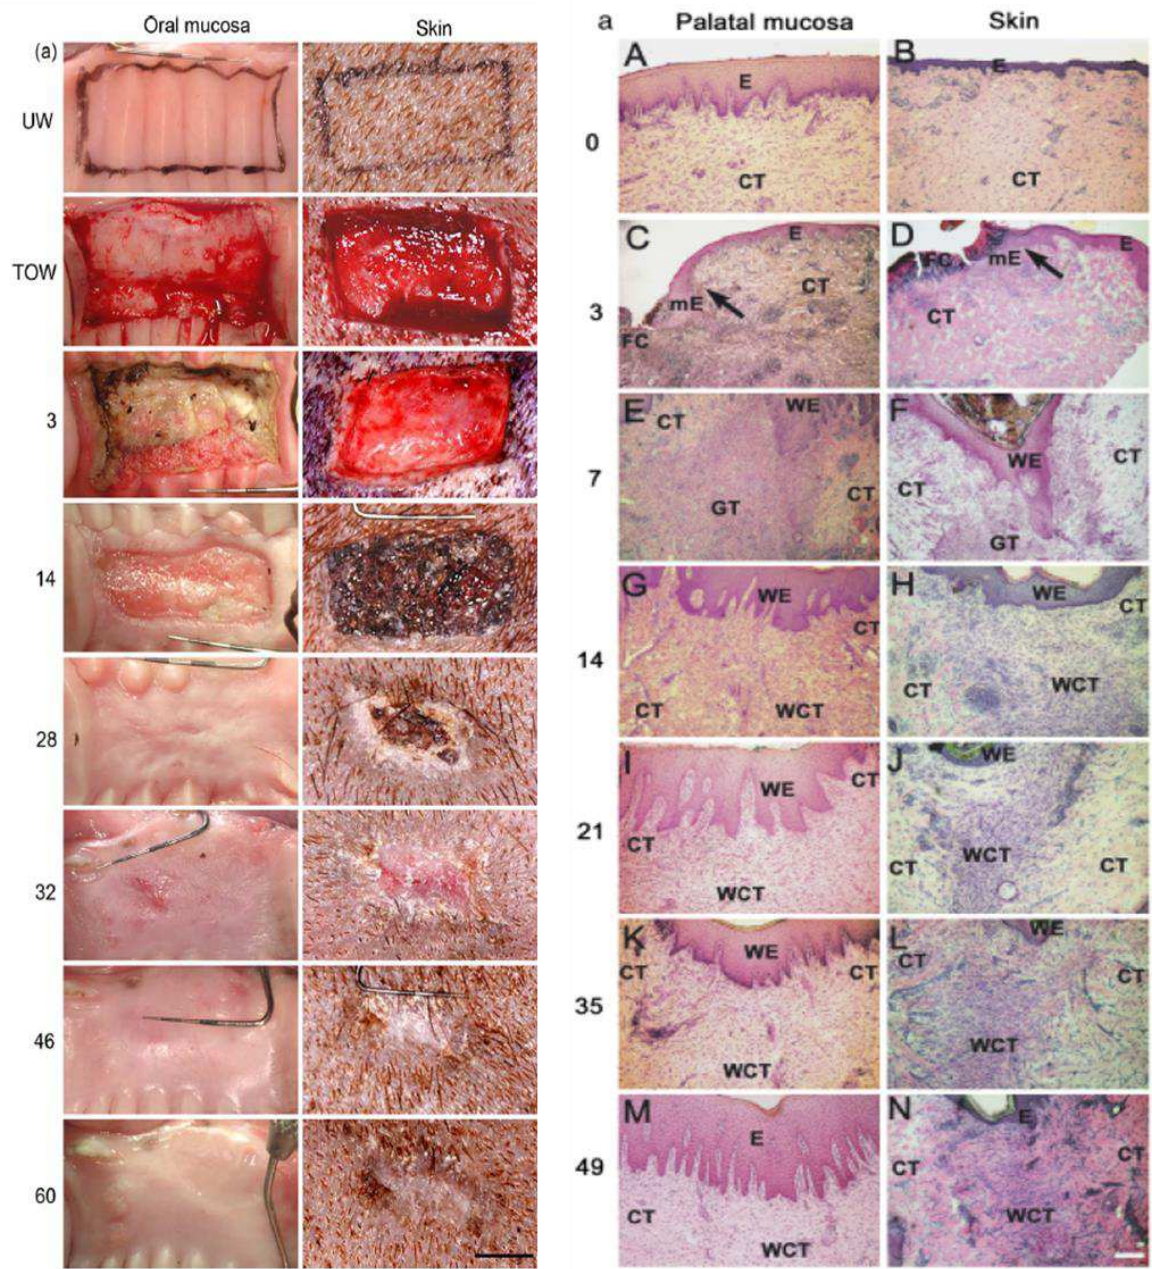 Oral mucosa Skin
(a)
UW
TOW
3
14
28
32
46
60
a Palatal mucosa Skin
A E CT
B E CT
0
C E CT mE FC
D E FC mE CT
3
E CT WE GT CT
F WE CT CT GT
7
G WE CT CT WCT
H WE CT CT WCT
14
I WE CT CT WCT
J WE WCT CT CT
21
K WE CT CT WCT
L WE CT CT WCT
35
M E CT WCT
N E CT CT WCT
49